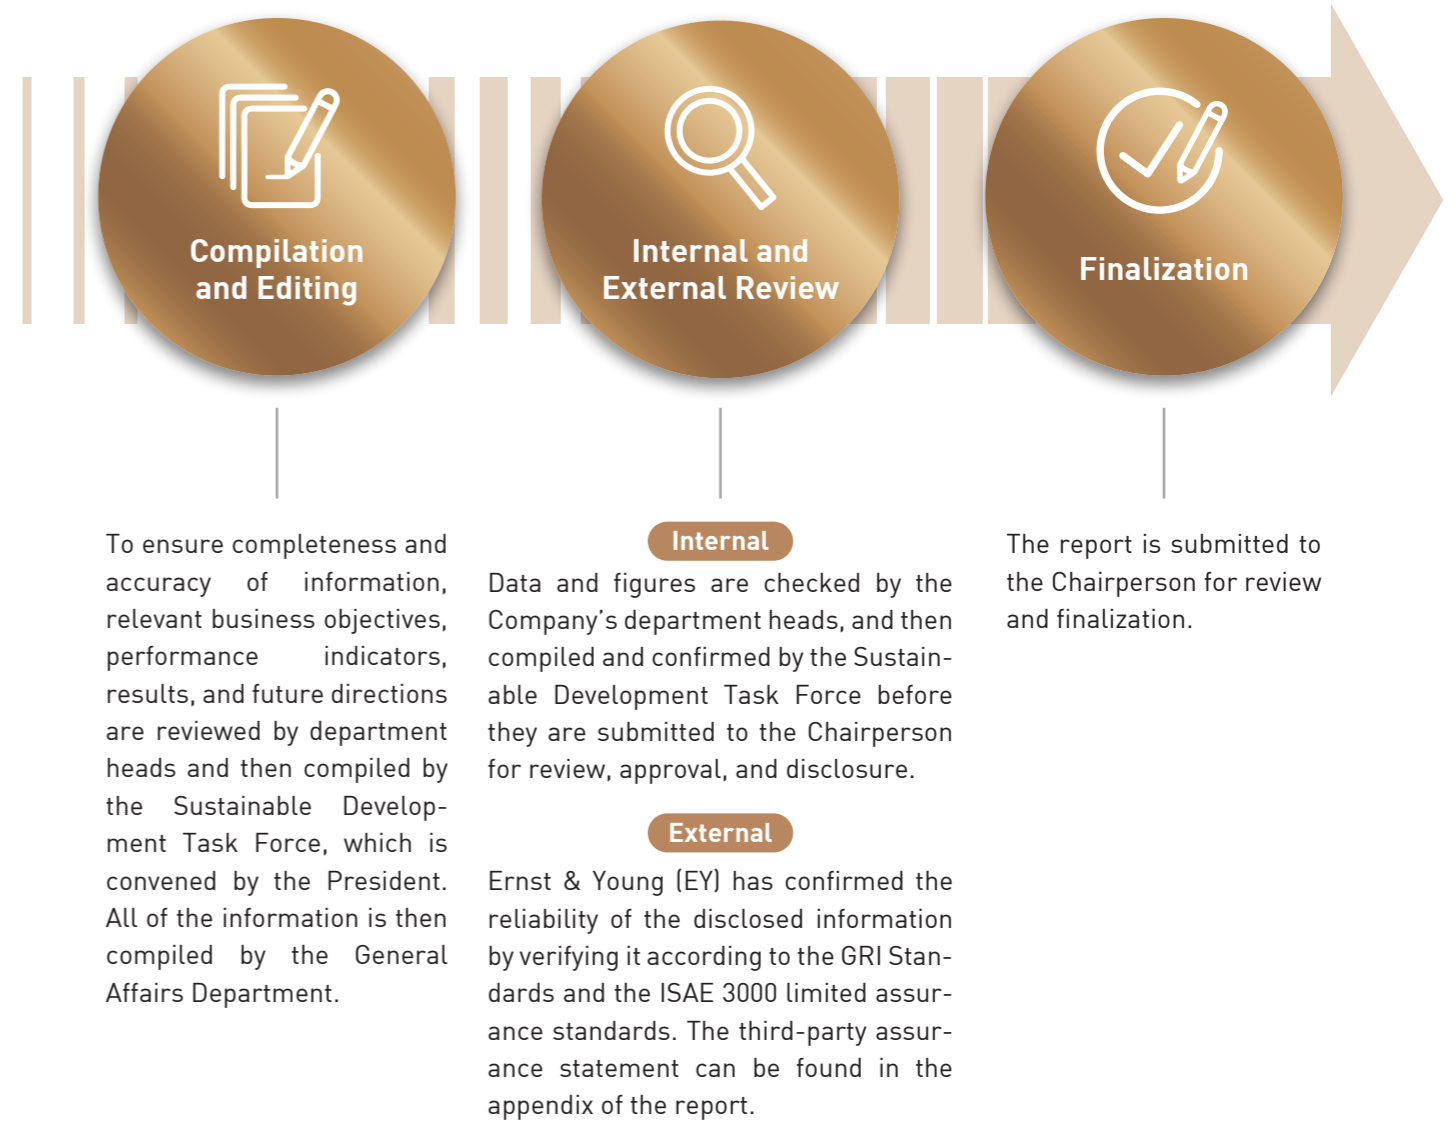 Compilation
and Editing
Internal and
External Review
Finalization
To ensure completeness and
accuracy of information,
relevant business objectives,
performance indicators,
results, and future directions
are reviewed by department
heads and then compiled by
the Sustainable Develop-
ment Task Force, which is
convened by the President.
All of the information is then
compiled by the General
Affairs Department.
Internal
Data and figures are checked by the
Company’s department heads, and then
compiled and confirmed by the Sustain-
able Development Task Force before
they are submitted to the Chairperson
for review, approval, and disclosure.
External
Ernst & Young (EY) has confirmed the
reliability of the disclosed information
by verifying it according to the GRI Stan-
dards and the ISAE 3000 limited assur-
ance standards. The third-party assur-
ance statement can be found in the
appendix of the report.
The report is submitted to
the Chairperson for review
and finalization.